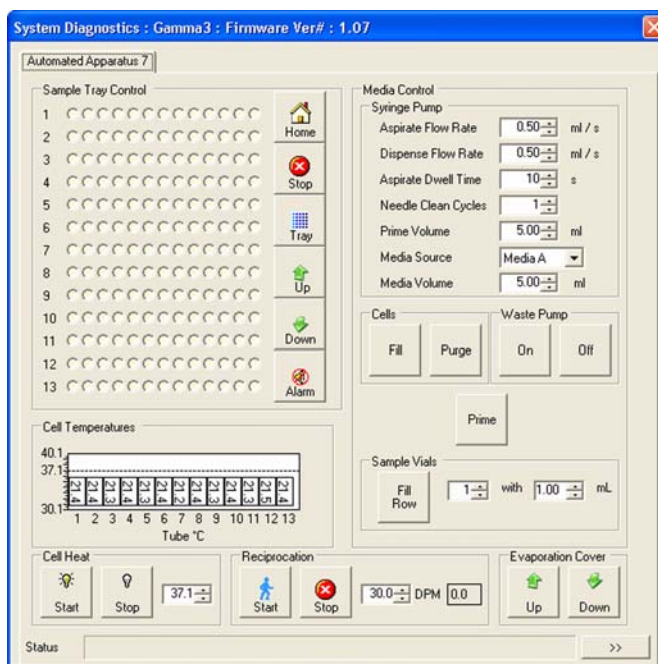 System Diagnostics : Gamma3 : Firmware Ver# : 1.07
Automated Apparatus 7
Sample Tray Control
1
2
3
4
5
6
7
8
9
10
11
12
13
Home
Stop
Tray
Up
Down
Alarm
Media Control
Syringe Pump
Aspirate Flow Rate 0.50 ml / s
Dispense Flow Rate 0.50 ml / s
Aspirate Dwell Time 10 s
Needle Clean Cycles 1
Prime Volume 5.00 ml
Media Source Media A
Media Volume 5.00 ml
Cells
Fill Purge
Waste Pump
On Off
Prime
Cell Temperatures
40.1
37.1
30.1
1 2 3 4 5 6 7 8 9 10 11 12 13
Tube °C
Sample Vials
Fill Row 1 with 1.00 mL
Cell Heat
Start Stop 37.1
Reciprocation
Start Stop 30.0 DPM 0.0
Evaporation Cover
Up Down
Status >>